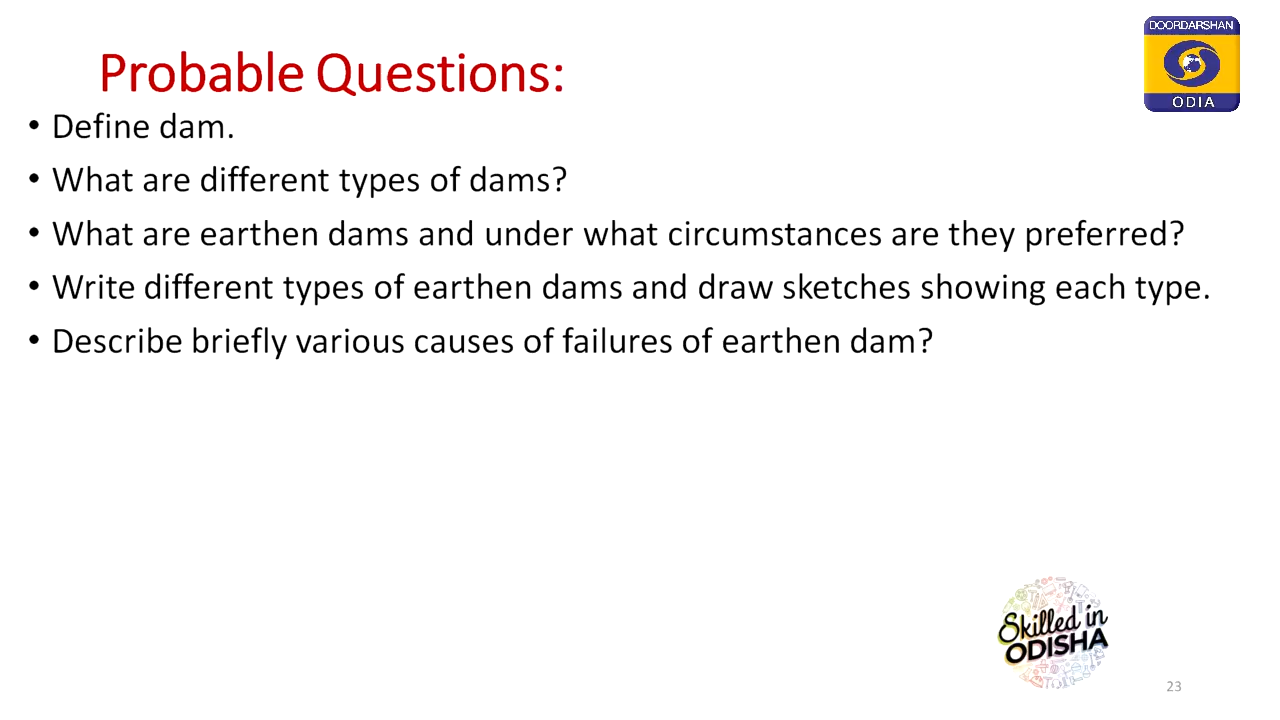 DOORDARSHAN
ODIA
Probable Questions:
• Define dam.
• What are different types of dams?
• What are earthen dams and under what circumstances are they preferred?
• Write different types of earthen dams and draw sketches showing each type.
• Describe briefly various causes of failures of earthen dam?
Skilled in
ODISHA
23